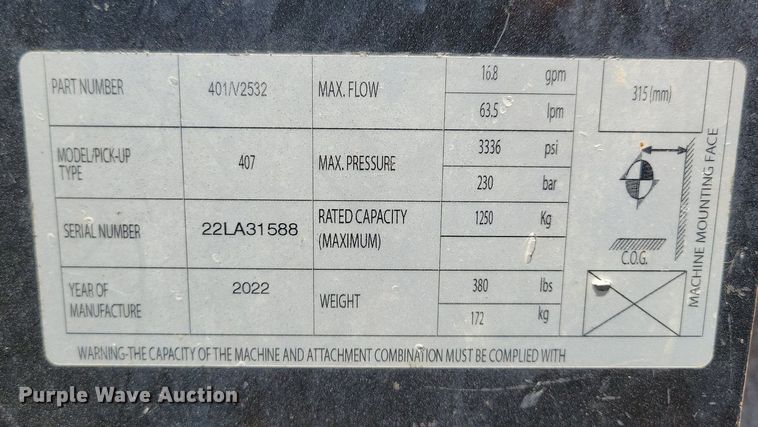 PART NUMBER 401/V2532 MAX. FLOW 16.8 gpm
63.5 lpm
315 (mm)
MODEL/PICK-UP TYPE 407 MAX. PRESSURE 3336 psi
230 bar
SERIAL NUMBER 22LA31588 RATED CAPACITY (MAXIMUM) 1250 Kg
C.O.G.
MACHINE MOUNTING FACE
YEAR OF MANUFACTURE 2022 WEIGHT 380 lbs
172 kg
WARNING-THE CAPACITY OF THE MACHINE AND ATTACHMENT COMBINATION MUST BE COMPLIED WITH
Purple Wave Auction